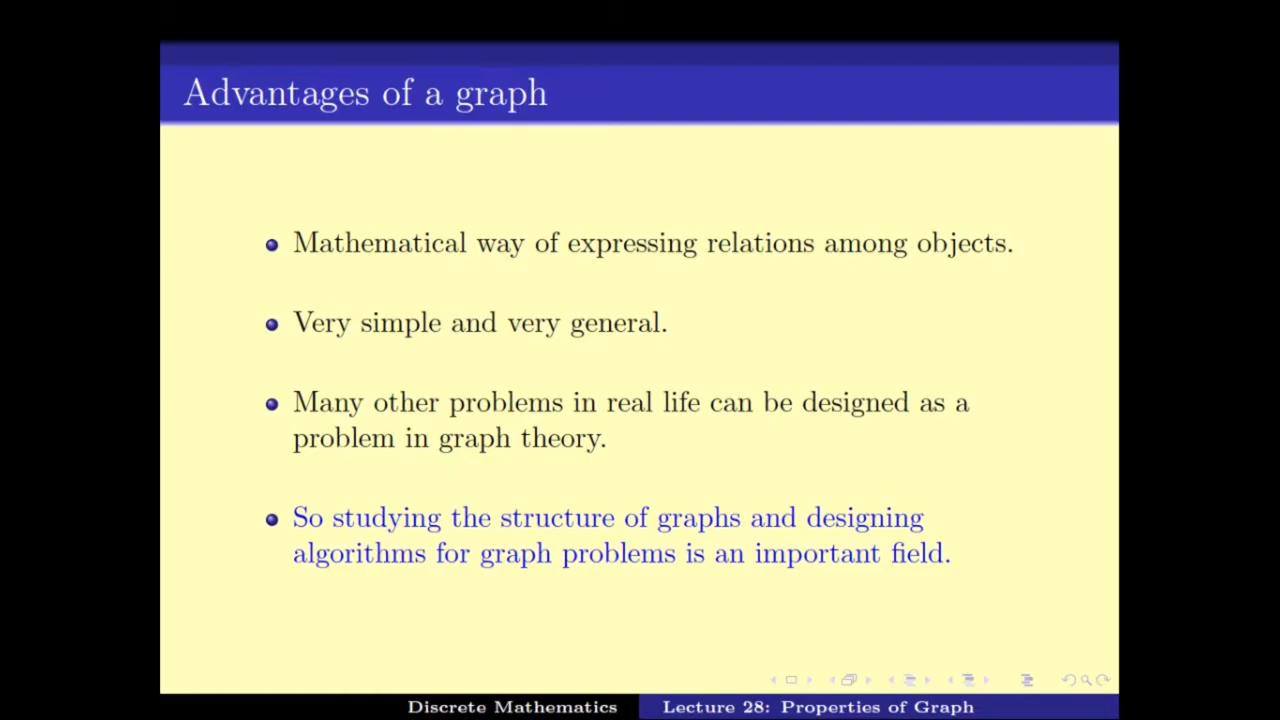 Advantages of a graph
Mathematical way of expressing relations among objects.
Very simple and very general.
Many other problems in real life can be designed as a
problem in graph theory.
So studying the structure of graphs and designing
algorithms for graph problems is an important field.
Discrete Mathematics
Lecture 28: Properties of Graph